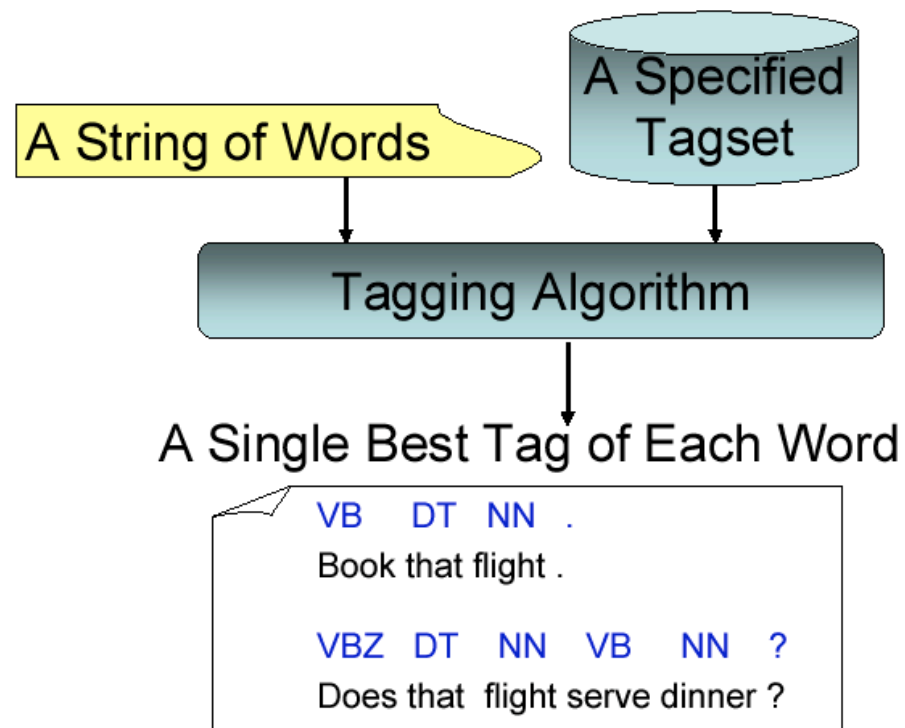 A Specified
Tagset
A String of Words
Tagging Algorithm
A Single Best Tag of Each Word
VB DT NN .
Book that flight .
VBZ DT NN VB NN ?
Does that flight serve dinner ?